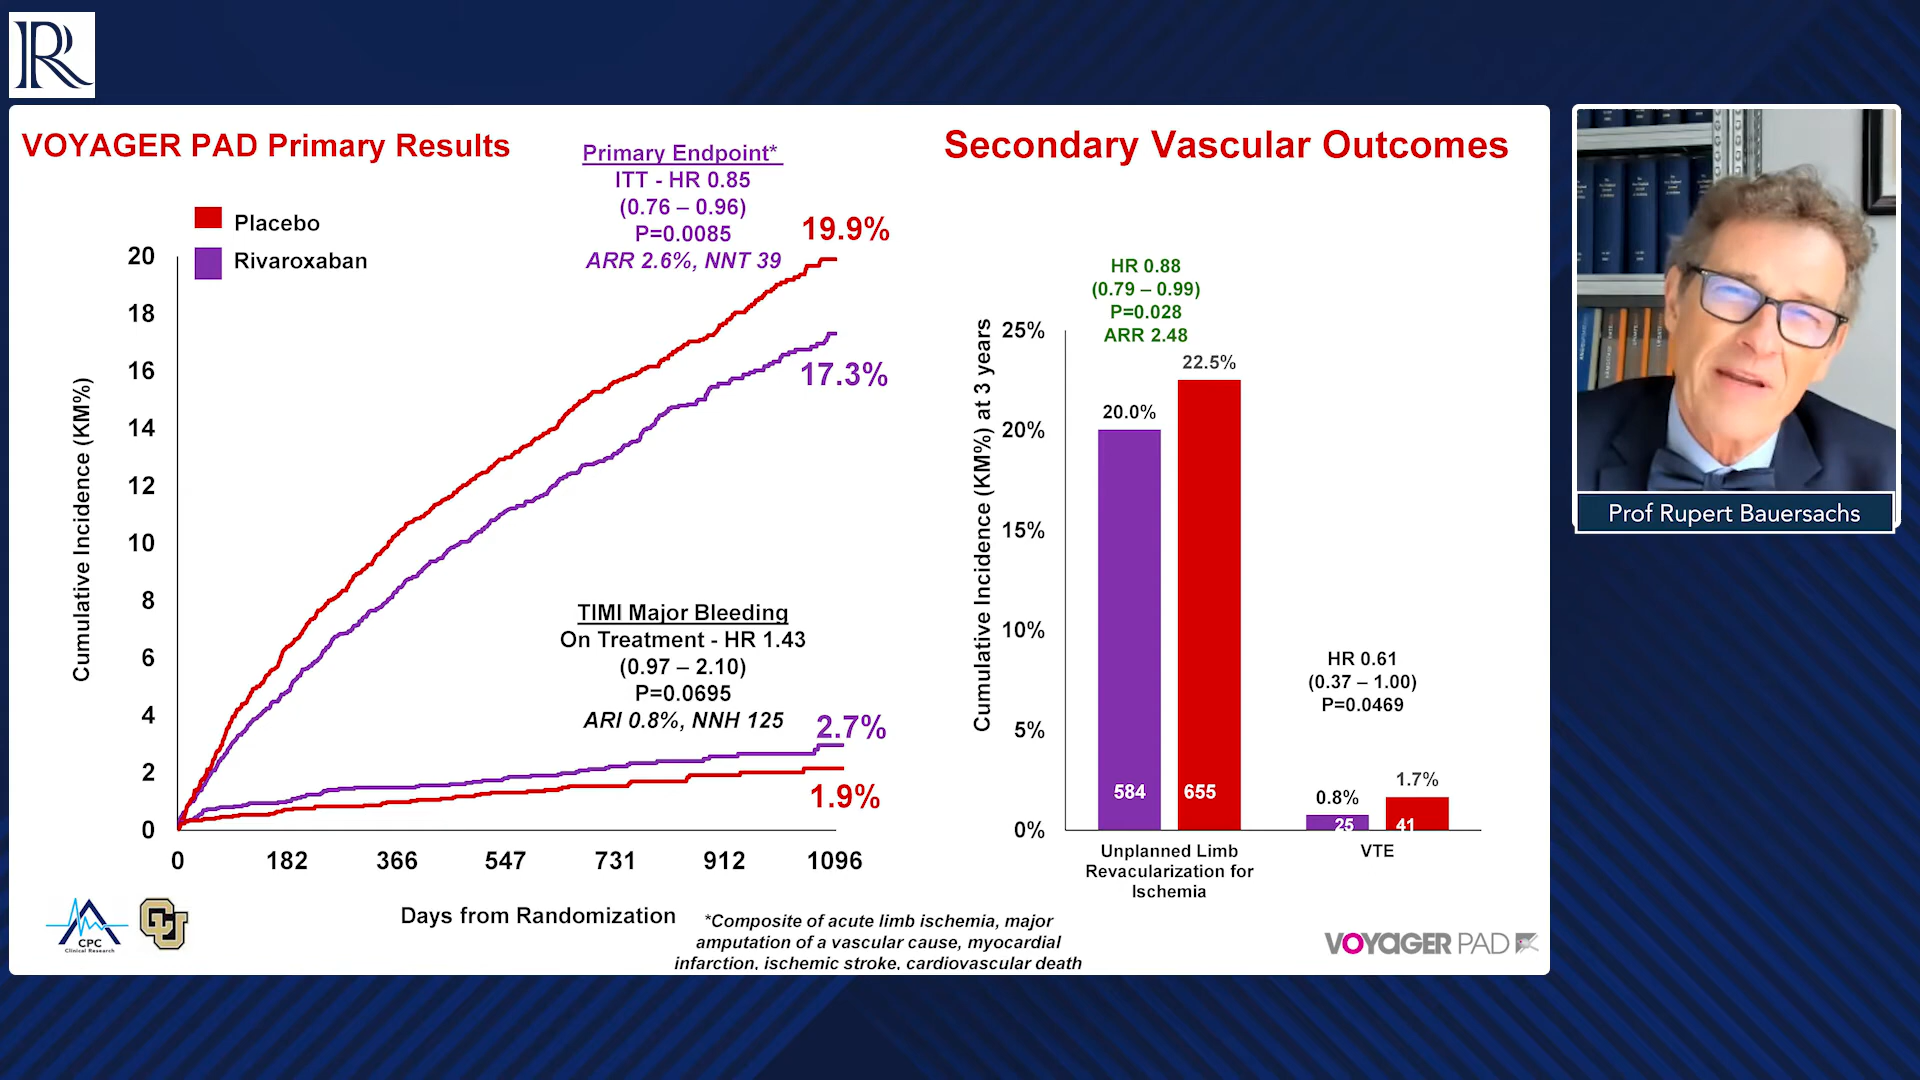 R
VOYAGER PAD Primary Results
Primary Endpoint*
ITT - HR 0.85
(0.76 – 0.96)
P=0.0085
ARR 2.6%, NNT 39
Placebo
Rivaroxaban
19.9%
17.3%
Cumulative Incidence (KM%)
20
18
16
14
12
10
8
6
4
2
0
TIMI Major Bleeding
On Treatment - HR 1.43
(0.97 – 2.10)
P=0.0695
ARI 0.8%, NNH 125
2.7%
1.9%
0 182 366 547 731 912 1096
Days from Randomization
*Composite of acute limb ischemia, major
amputation of a vascular cause, myocardial
infarction, ischemic stroke, cardiovascular death
CPC
Clinical Research
CU
Secondary Vascular Outcomes
Cumulative Incidence (KM%) at 3 years
25%
20%
15%
10%
5%
0%
HR 0.88
(0.79 – 0.99)
P=0.028
ARR 2.48
20.0%
22.5%
584
655
HR 0.61
(0.37 – 1.00)
P=0.0469
0.8%
1.7%
25
41
Unplanned Limb
Revacularization for
Ischemia
VTE
VOYAGER PAD
Prof Rupert Bauersachs